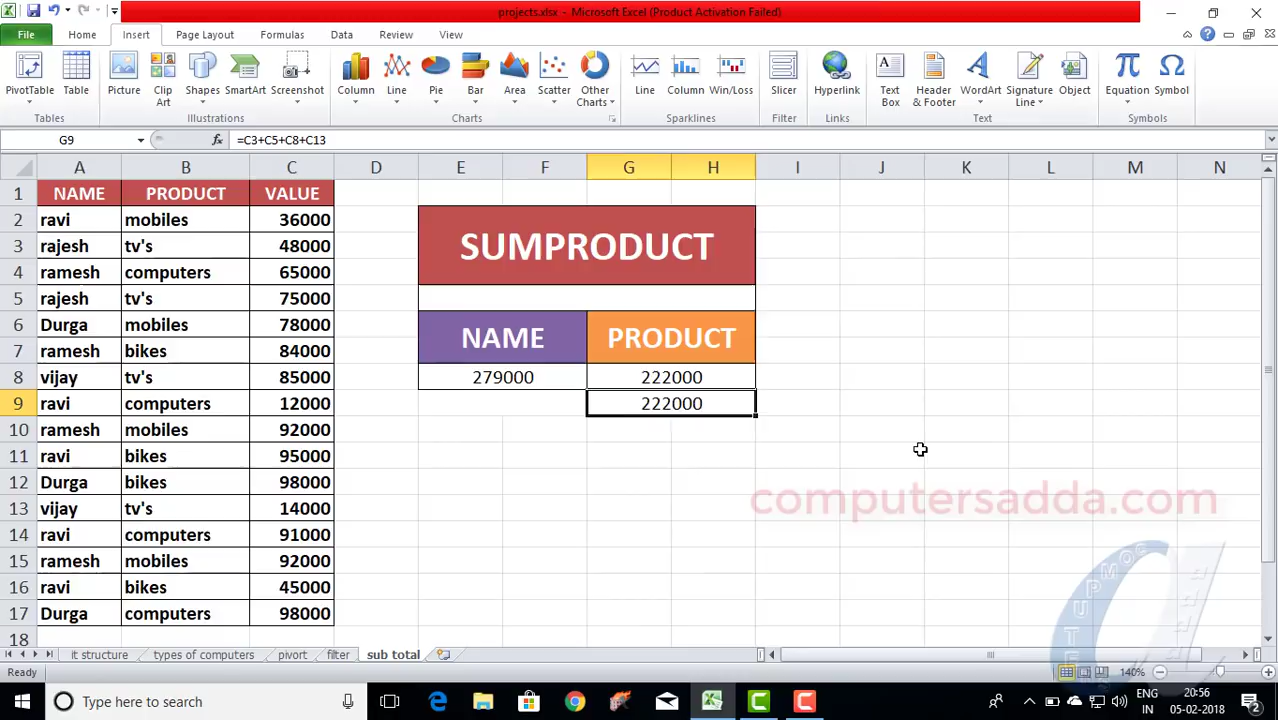 projects.xlsx - Microsoft Excel (Product Activation Failed)
File Home Insert Page Layout Formulas Data Review View
PivotTable Table Picture Clip Art Shapes SmartArt Screenshot Column Line Pie Bar Area Scatter Other Charts Line Column Win/Loss Slicer Hyperlink Text Box Header & Footer WordArt Signature Line Object Equation Symbol
Tables Illustrations Charts Sparklines Filter Links Text Symbols
G9 fx =C3+C5+C8+C13
A B C D E F G H I J K L M N
1 NAME PRODUCT VALUE
2 ravi mobiles 36000
3 rajesh tv's 48000 SUMPRODUCT
4 ramesh computers 65000
5 rajesh tv's 75000
6 Durga mobiles 78000 NAME PRODUCT
7 ramesh bikes 84000
8 vijay tv's 85000 279000 222000
9 ravi computers 12000 222000
10 ramesh mobiles 92000
11 ravi bikes 95000
12 Durga bikes 98000
13 vijay tv's 14000
computersadda.com
14 ravi computers 91000
15 ramesh mobiles 92000
16 ravi bikes 45000
17 Durga computers 98000
18
it structure types of computers pivort filter sub total
Ready 140%
Type here to search ENG 20:56
IN 05-02-2018 2